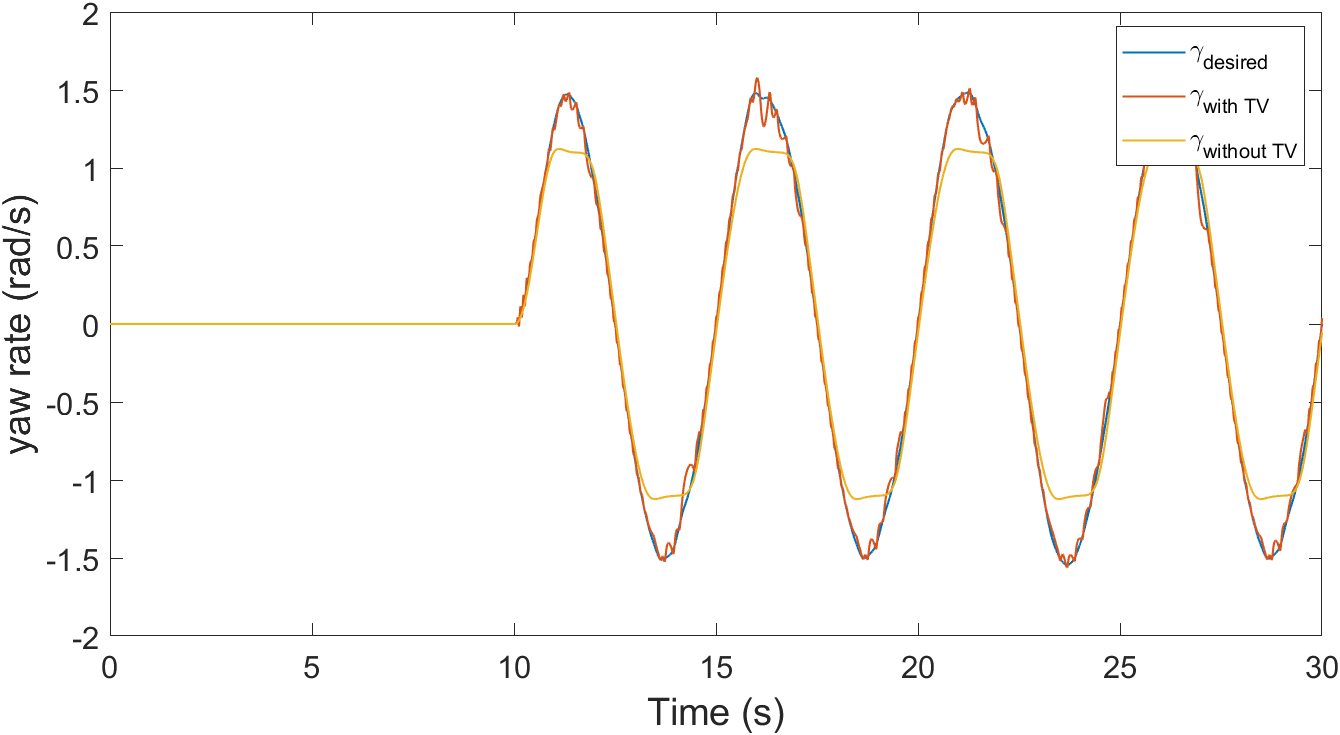 2
1.5
1
0.5
0
-0.5
-1
-1.5
-2
yaw rate (rad/s)
0 5 10 15 20 25 30
Time (s)
γdesired
γwith TV
γwithout TV